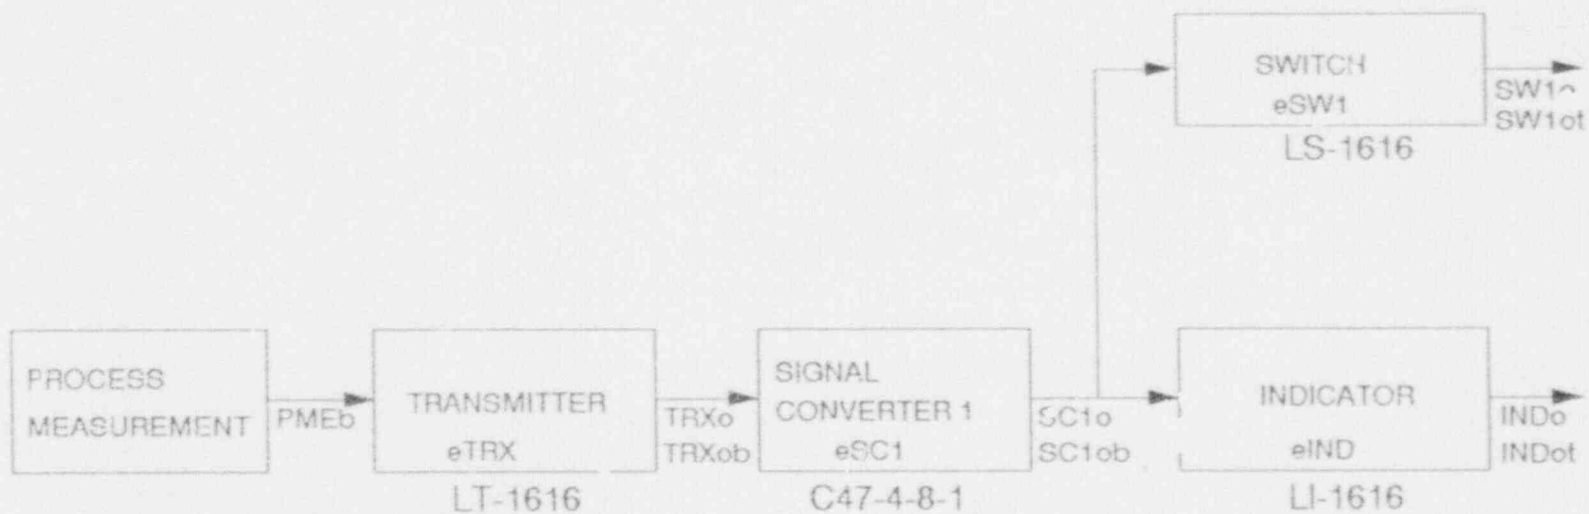 SWITCH
eSW1
SW1ot
LS-1616
PROCESS
MEASUREMENT
PMEb
TRANSMITTER
eTRX
LT-1616
TRXo
TRXob
SIGNAL
CONVERTER 1
eSC1
C47-4-8-1
SC1o
SC1ob
INDICATOR
eIND
LI-1616
INDo
INDot